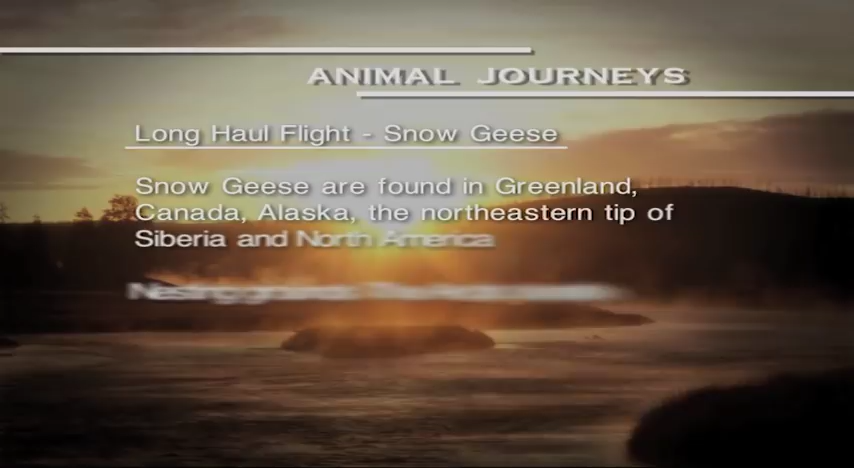 ANIMAL JOURNEYS
Long Haul Flight - Snow Geese
Snow Geese are found in Greenland,
Canada, Alaska, the northeastern tip of
Siberia and North America